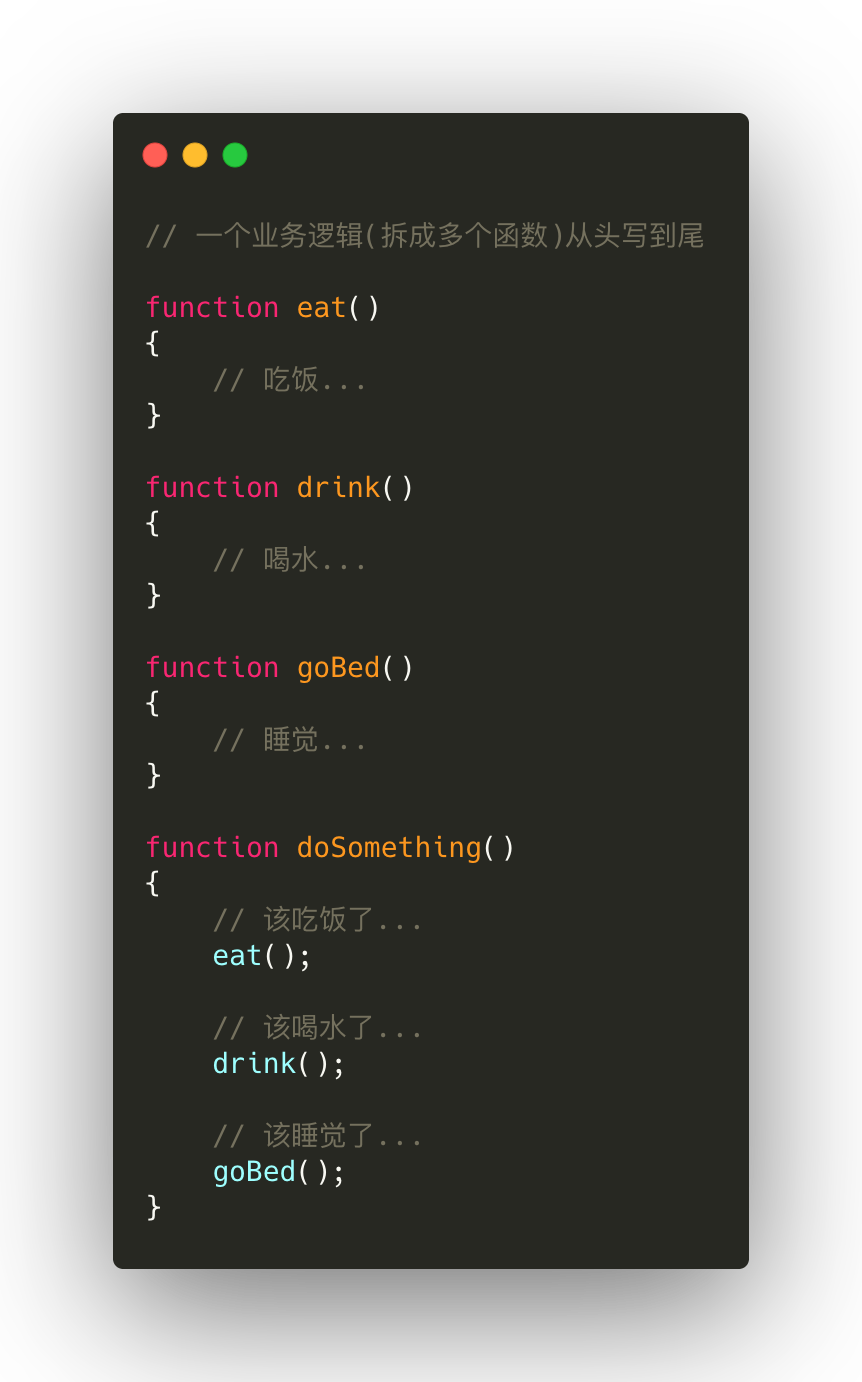 // 一个业务逻辑(拆成多个函数)从头写到尾
function eat()
{
    // 吃饭...
}
function drink()
{
    // 喝水...
}
function goBed()
{
    // 睡觉...
}
function doSomething()
{
    // 该吃饭了...
    eat();
    // 该喝水了...
    drink();
    // 该睡觉了...
    goBed();
}